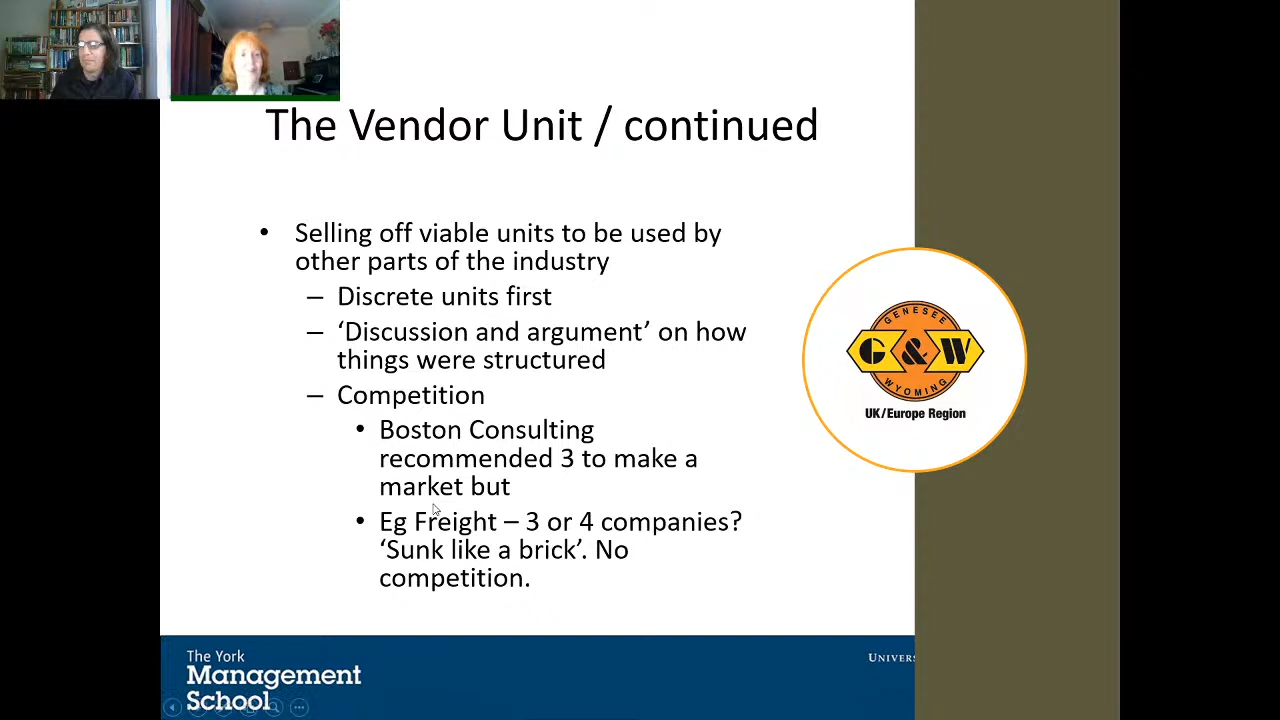 The Vendor Unit / continued
• Selling off viable units to be used by
other parts of the industry
– Discrete units first
– ‘Discussion and argument’ on how
things were structured
– Competition
• Boston Consulting
recommended 3 to make a
market but
• Eg Freight – 3 or 4 companies?
‘Sunk like a brick’. No
competition.
GENESEE
G & W
WYOMING
UK/Europe Region
The York
Management
School
UNIVERS